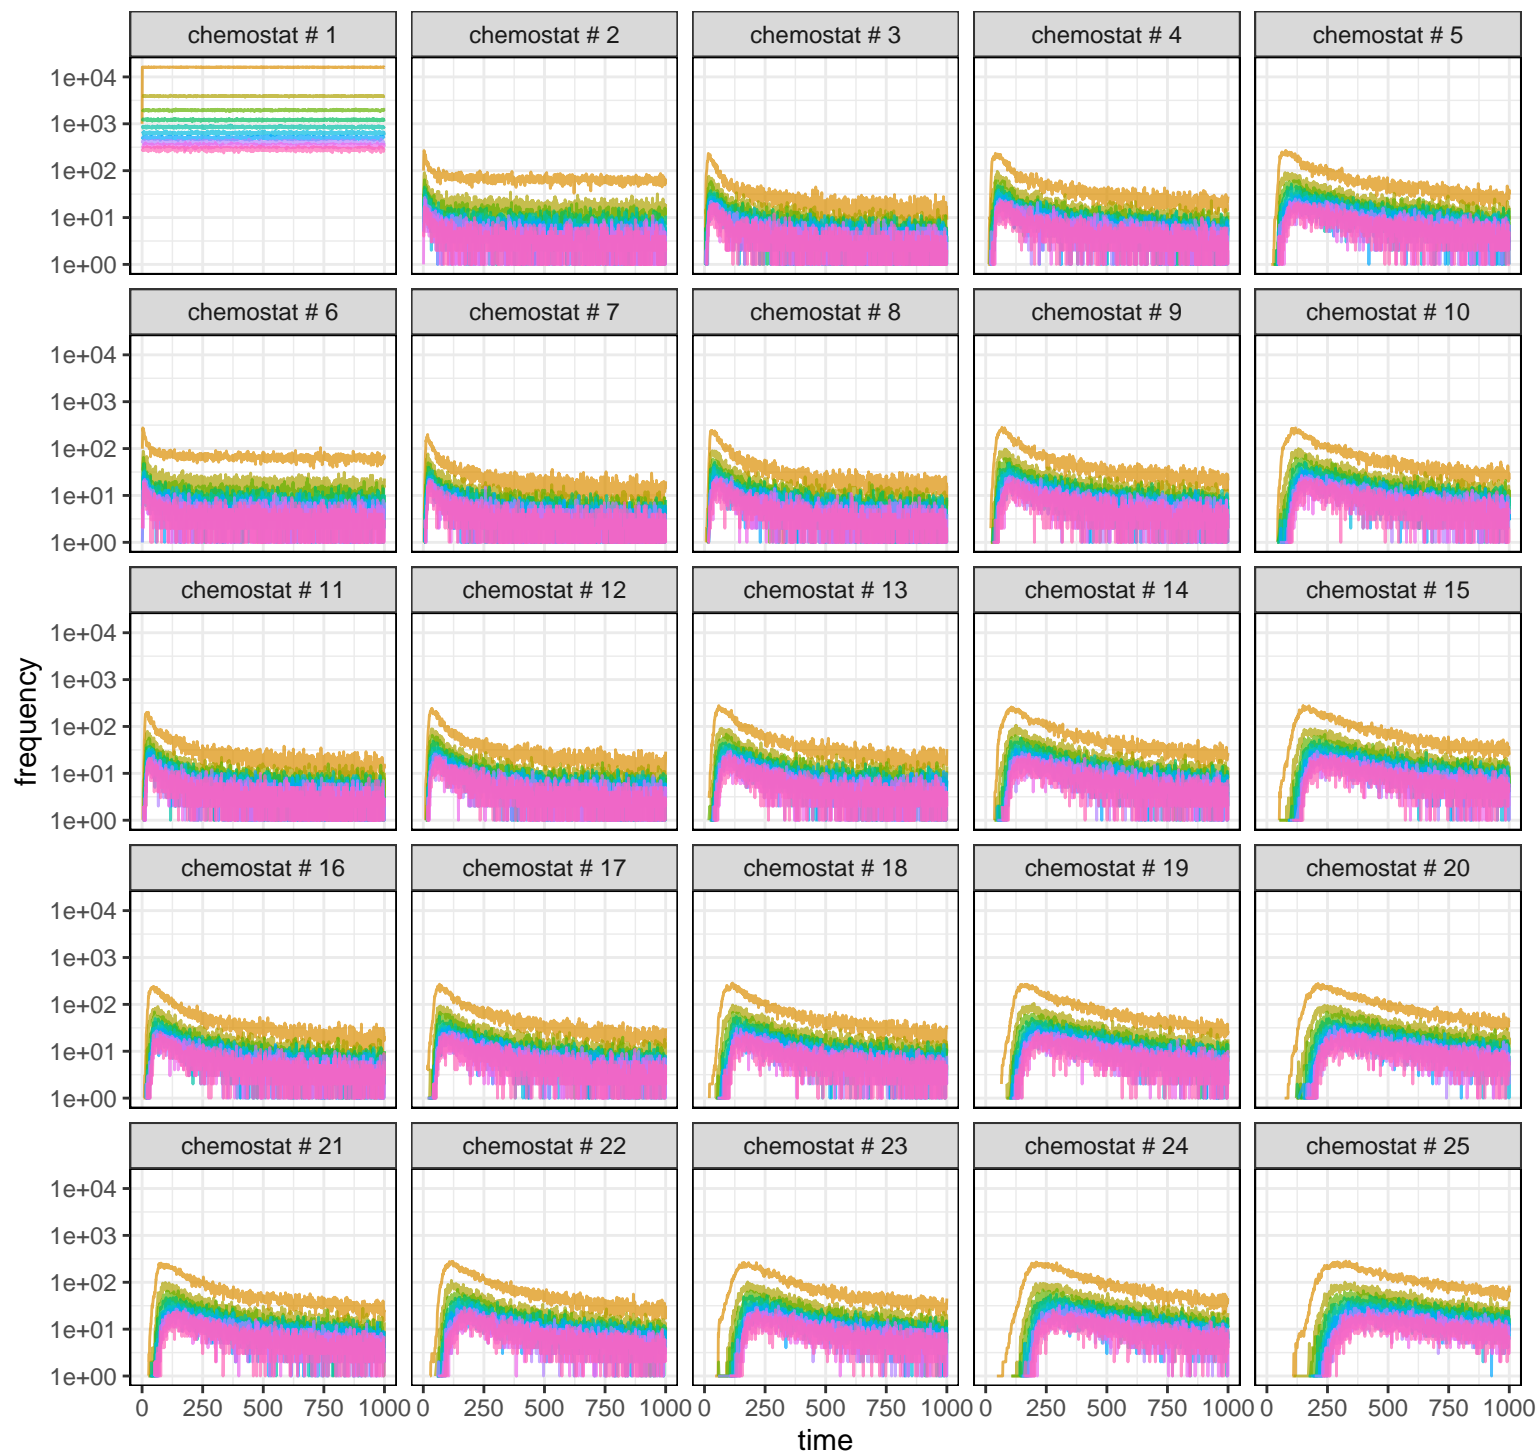 chemostat # 1 chemostat # 2 chemostat # 3 chemostat # 4 chemostat # 5
1e+04
1e+03
1e+02
1e+01
1e+00
chemostat # 6 chemostat # 7 chemostat # 8 chemostat # 9 chemostat # 10
1e+04
1e+03
1e+02
1e+01
1e+00
chemostat # 11 chemostat # 12 chemostat # 13 chemostat # 14 chemostat # 15
1e+04
1e+03
1e+02
1e+01
1e+00
frequency
chemostat # 16 chemostat # 17 chemostat # 18 chemostat # 19 chemostat # 20
1e+04
1e+03
1e+02
1e+01
1e+00
chemostat # 21 chemostat # 22 chemostat # 23 chemostat # 24 chemostat # 25
1e+04
1e+03
1e+02
1e+01
1e+00
0 250 500 750 1000 0 250 500 750 1000 0 250 500 750 1000 0 250 500 750 1000 0 250 500 750 1000
time